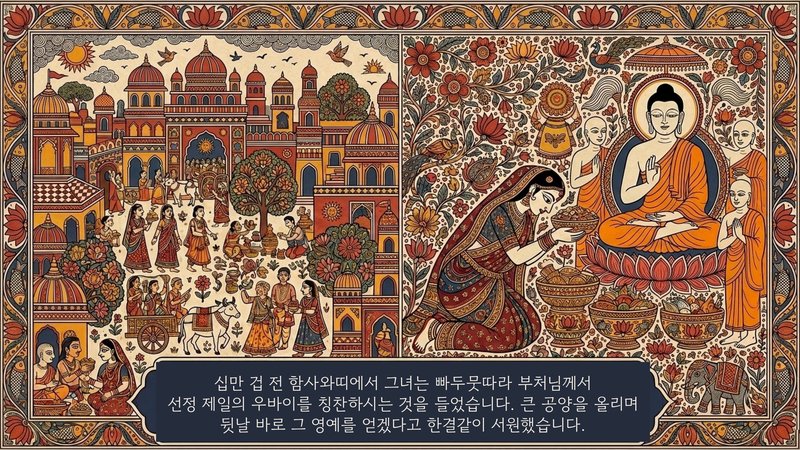 십만 겁 전 함사와띠에서 그녀는 빠두뭇따라 부처님께서
선정 제일의 우바이를 칭찬하시는 것을 들었습니다. 큰 공양을 올리며
뒷날 바로 그 영예를 얻겠다고 한결같이 서원했습니다.